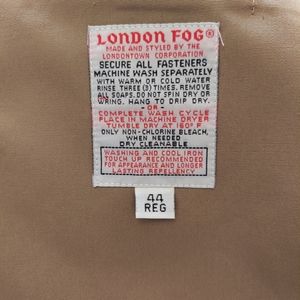 LONDON FOG
MADE AND STYLED BY THE
LONDONTOWN CORPORATION
SECURE ALL FASTENERS
MACHINE WASH SEPARATELY
WITH WARM OR COLD WATER
RINSE THREE (3) TIMES. REMOVE
ALL SOAPS. DO NOT SPIN DRY OR
WRING. HANG TO DRIP DRY.
-OR-
COMPLETE WASH CYCLE
PLACE IN MACHINE DRYER
TUMBLE DRY AT 160° F
ONLY NON-CHLORINE BLEACH,
WHEN NEEDED
DRY CLEANABLE
WASHING AND COOL IRON
TOUCH UP RECOMMENDED
FOR APPEARANCE AND LONGER
LASTING REPELLENCY
44
REG